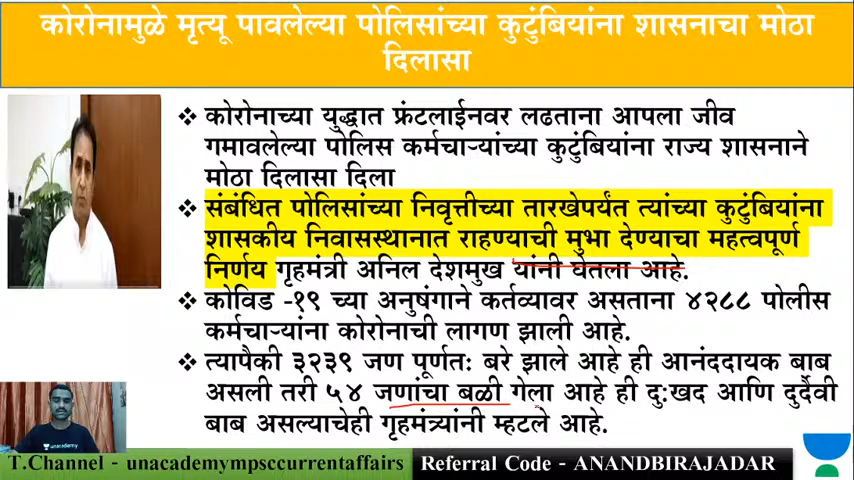 कोरोनामुळे मृत्यू पावलेल्या पोलिसांच्या कुटुंबियांना शासनाचा मोठा
दिलासा
❖ कोरोनाच्या युद्धात फ्रंटलाईनवर लढताना आपला जीव
गमावलेल्या पोलिस कर्मचाऱ्यांच्या कुटुंबियांना राज्य शासनाने
मोठा दिलासा दिला
❖ संबंधित पोलिसांच्या निवृत्तीच्या तारखेपर्यंत त्यांच्या कुटुंबियांना
शासकीय निवासस्थानात राहण्याची मुभा देण्याचा महत्वपूर्ण
निर्णय गृहमंत्री अनिल देशमुख यांनी घेतला आहे.
❖ कोविड -१९ च्या अनुषंगाने कर्तव्यावर असताना ४२८८ पोलीस
कर्मचाऱ्यांना कोरोनाची लागण झाली आहे.
❖ त्यापैकी ३२३९ जण पूर्णत: बरे झाले आहे ही आनंददायक बाब
असली तरी ५४ जणांचा बळी गेला आहे ही दु:खद आणि दुर्दैवी
बाब असल्याचेही गृहमंत्र्यांनी म्हटले आहे.
unacademy
T.Channel - unacademympsccurrentaffairs
Referral Code - ANANDBIRAJADAR